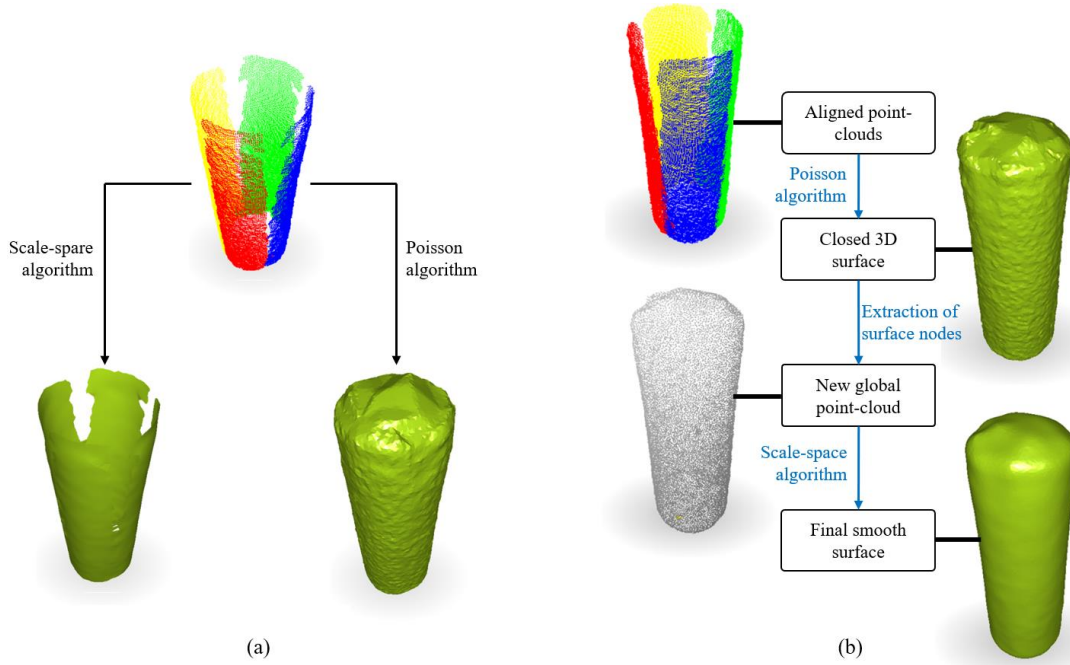 Scale-spare
algorithm
Poisson
algorithm
(a)
Aligned point-
clouds
Poisson
algorithm
Closed 3D
surface
Extraction of
surface nodes
New global
point-cloud
Scale-space
algorithm
Final smooth
surface
(b)